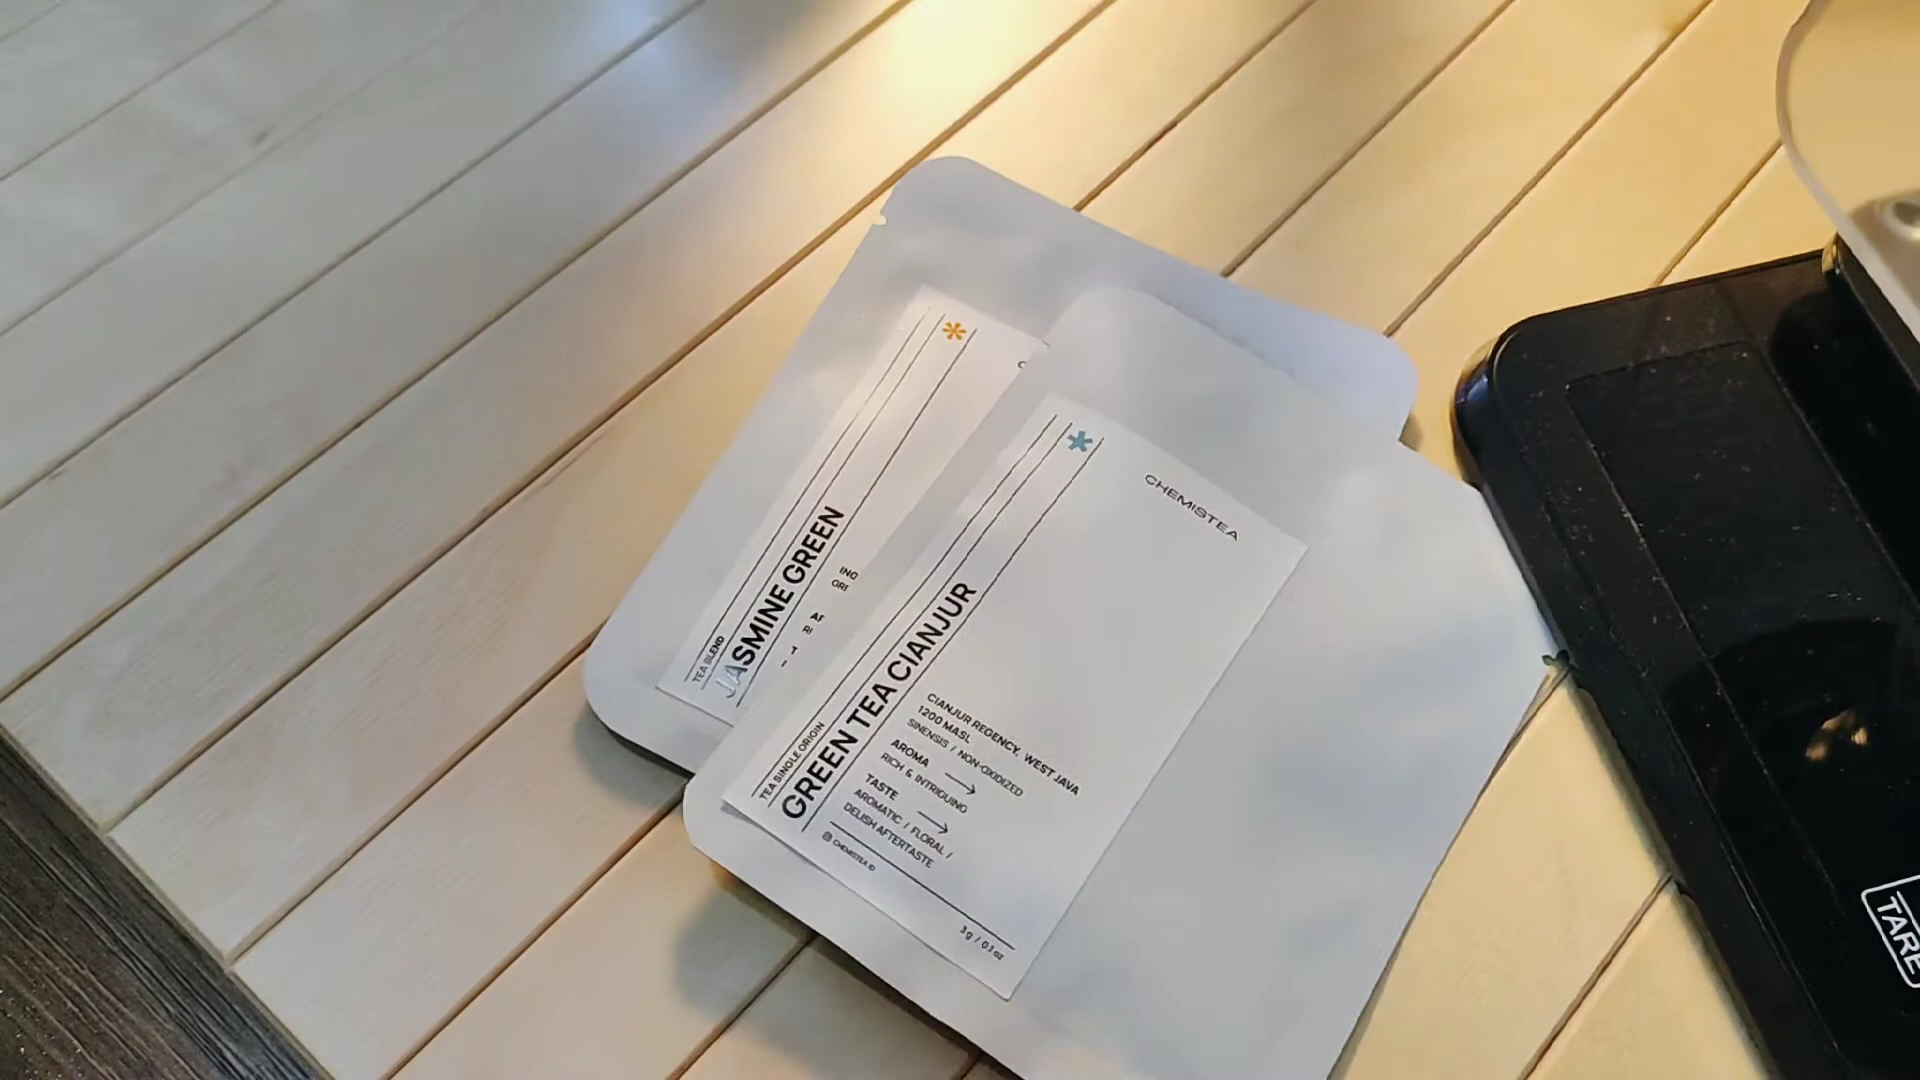 TEA BLEND
JASMINE GREEN
CHEMISTEA
TEA SINGLE ORIGIN
GREEN TEA CIANJUR
CIANJUR REGENCY, WEST JAVA
1200 MASL
SINENSIS / NON-OXIDIZED
AROMA →
RICH & INTRIGUING
TASTE →
AROMATIC / FLORAL /
DELISH AFTERTASTE
CHEMISTEA.ID
3 g / 0.1 oz
TARE